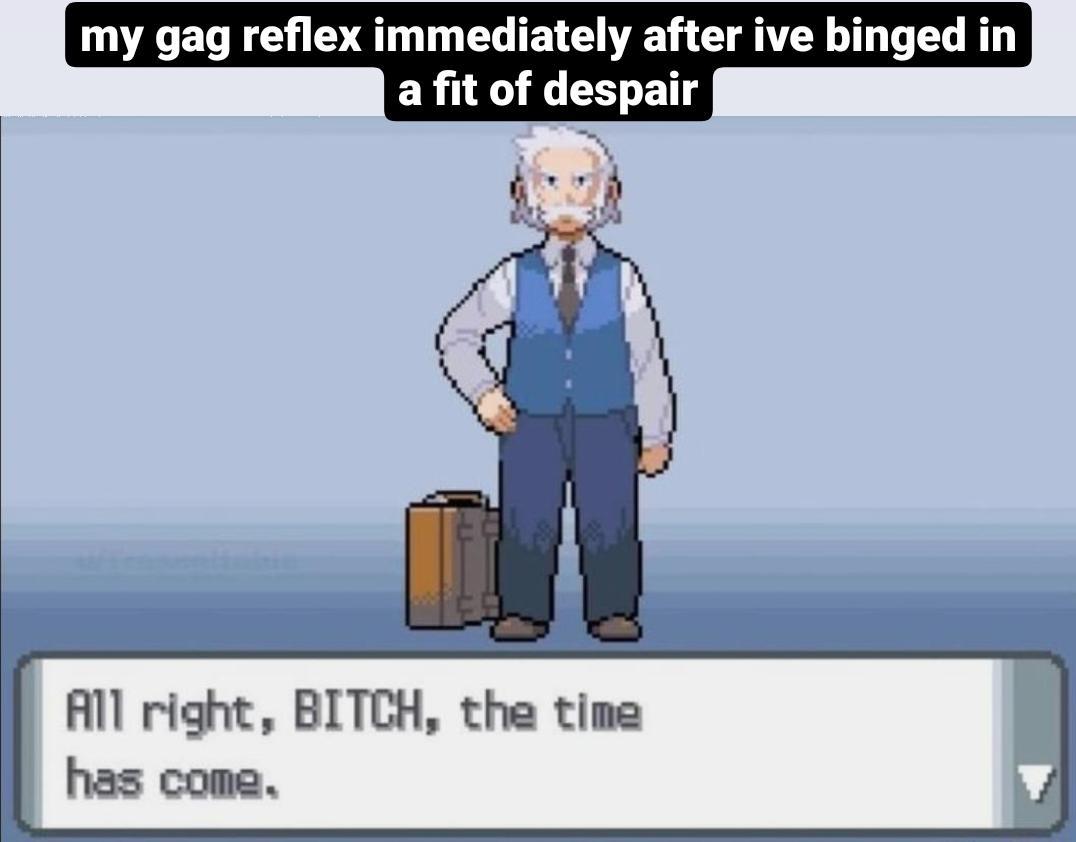 my gag reflex immediately after ive binged in
a fit of despair
All right, BITCH, the time
has come.